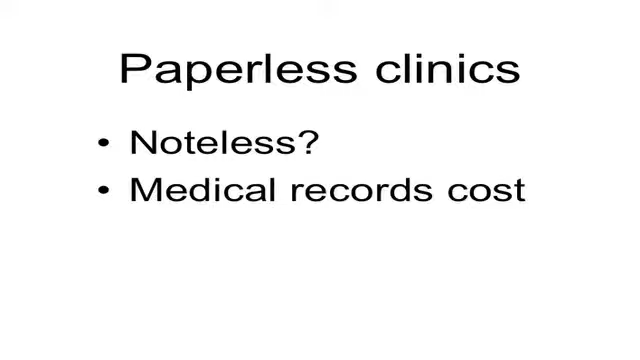 Paperless clinics
• Noteless?
• Medical records cost